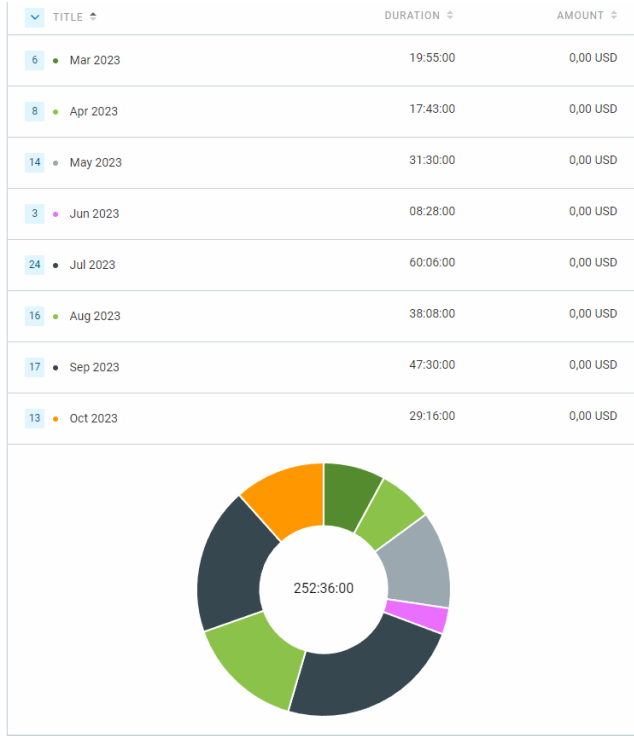 TITLE DURATION AMOUNT
6 Mar 2023 19:55:00 0,00 USD
8 Apr 2023 17:43:00 0,00 USD
14 May 2023 31:30:00 0,00 USD
3 Jun 2023 08:28:00 0,00 USD
24 Jul 2023 60:06:00 0,00 USD
16 Aug 2023 38:08:00 0,00 USD
17 Sep 2023 47:30:00 0,00 USD
13 Oct 2023 29:16:00 0,00 USD
252:36:00